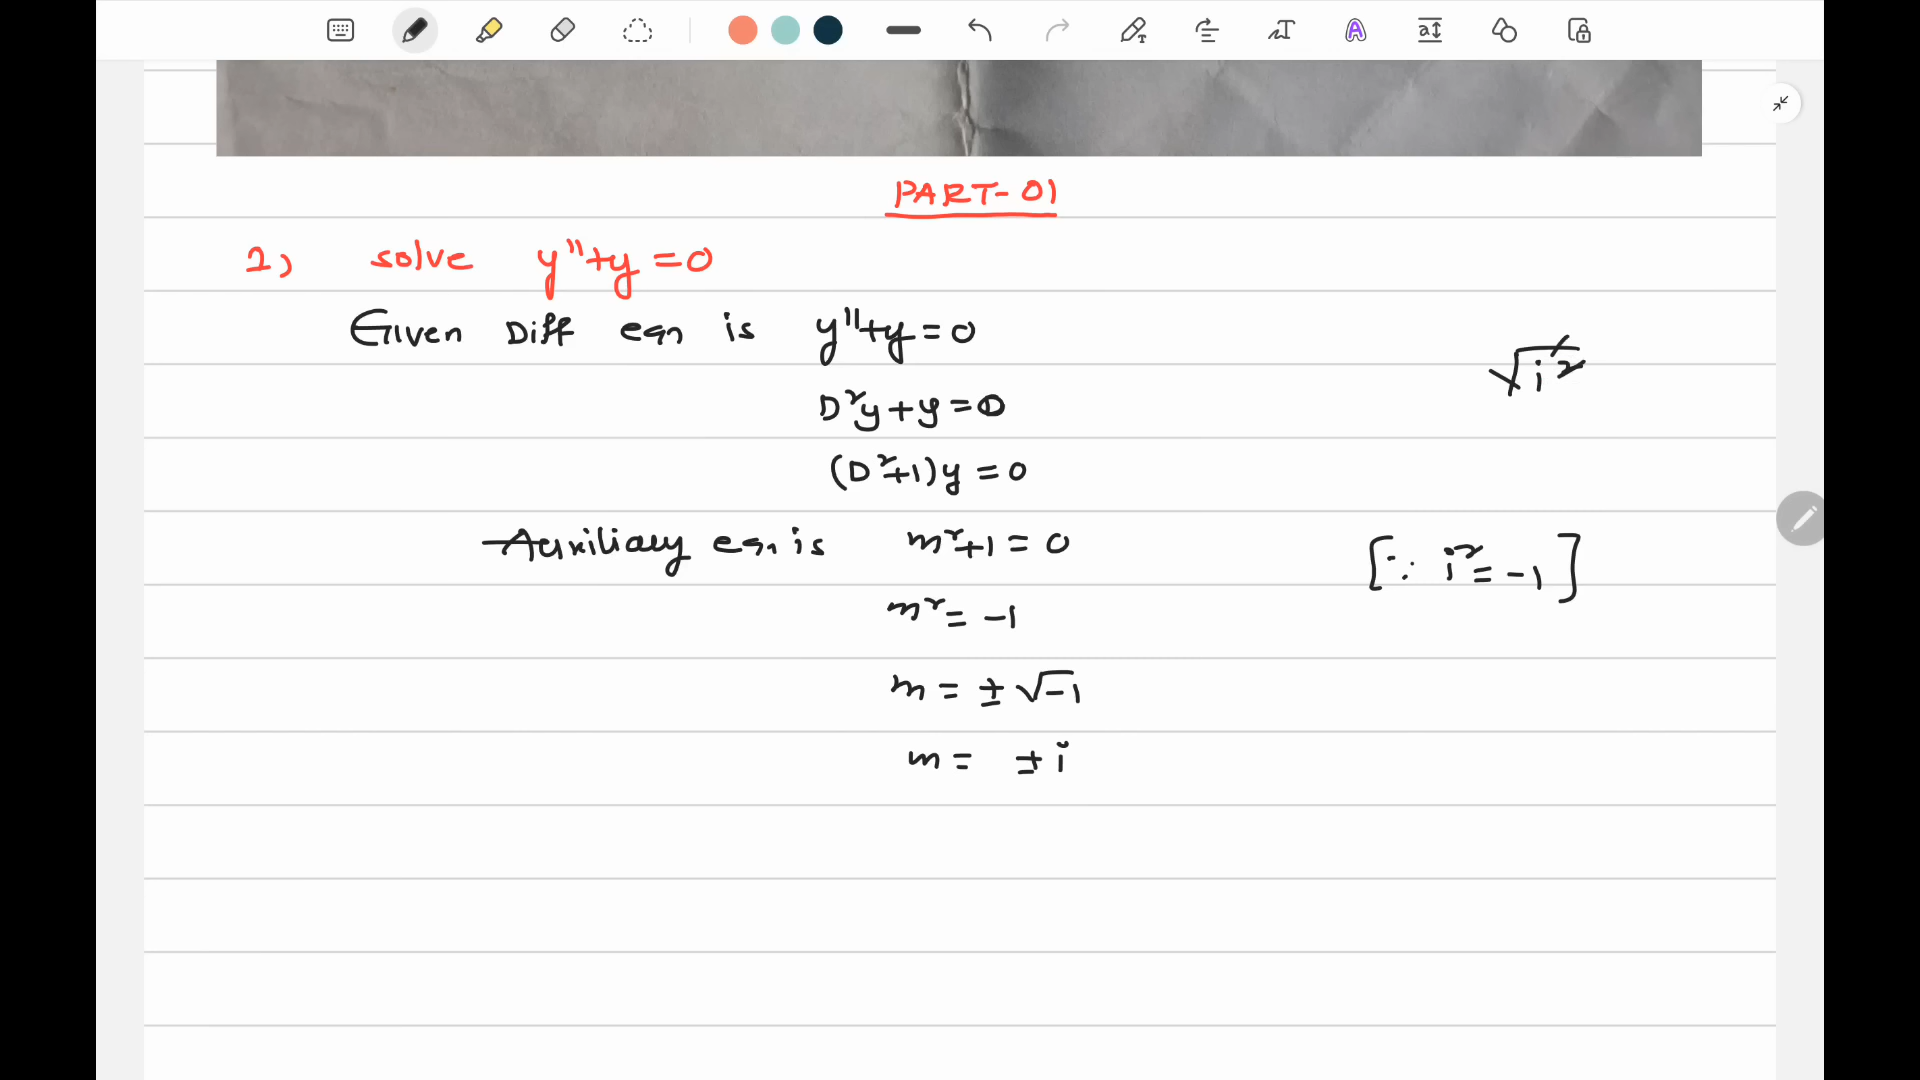 PART-01
1) solve y"+y=0
Given Diff eqn is y"+y=0
√i²
D²y+y=0
(D²+1)y=0
Auxiliary eqn is m²+1=0 [∵ i²=-1]
m²=-1
m=±√-1
m= ±i